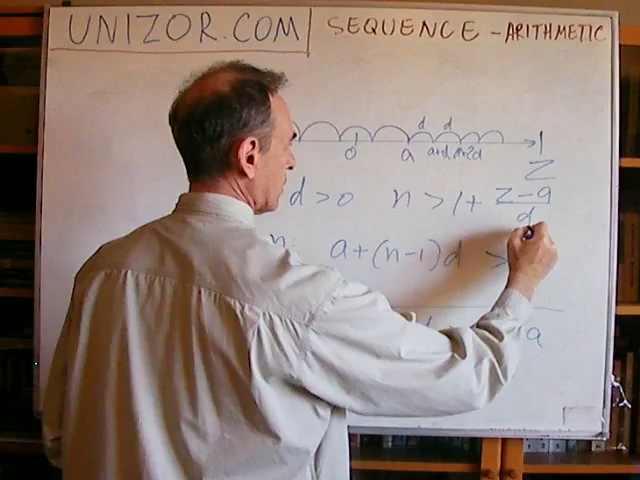 UNIZOR.COM
SEQUENCE - ARITHMETIC
d d
0 a a+d a+2d
Z
d > 0 n > 1 + z-a/d
n: a+(n-1)d >
a